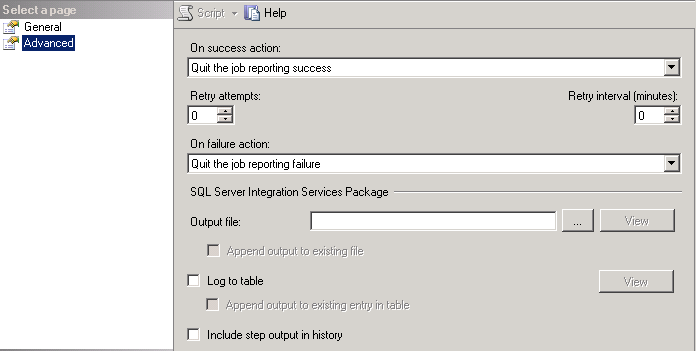 Select a page
General
Advanced
Script Help
On success action:
Quit the job reporting success
Retry attempts: Retry interval (minutes):
0 0
On failure action:
Quit the job reporting failure
SQL Server Integration Services Package
Output file: ... View
Append output to existing file
Log to table View
Append output to existing entry in table
Include step output in history